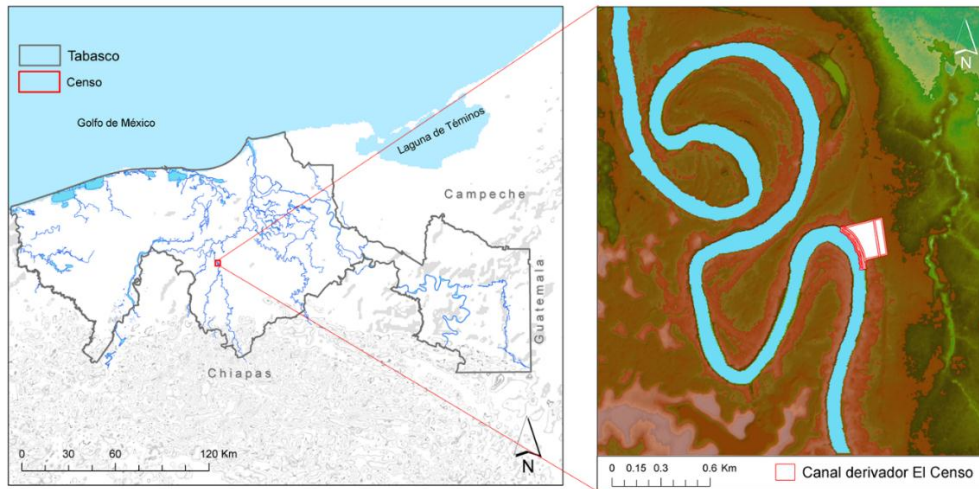 Tabasco
Censo
Golfo de México
Laguna de Téminos
Campeche
Guatemala
Chiapas
0 30 60 120 Km
N
N
0 0.15 0.3 0.6 Km
Canal derivador El Censo